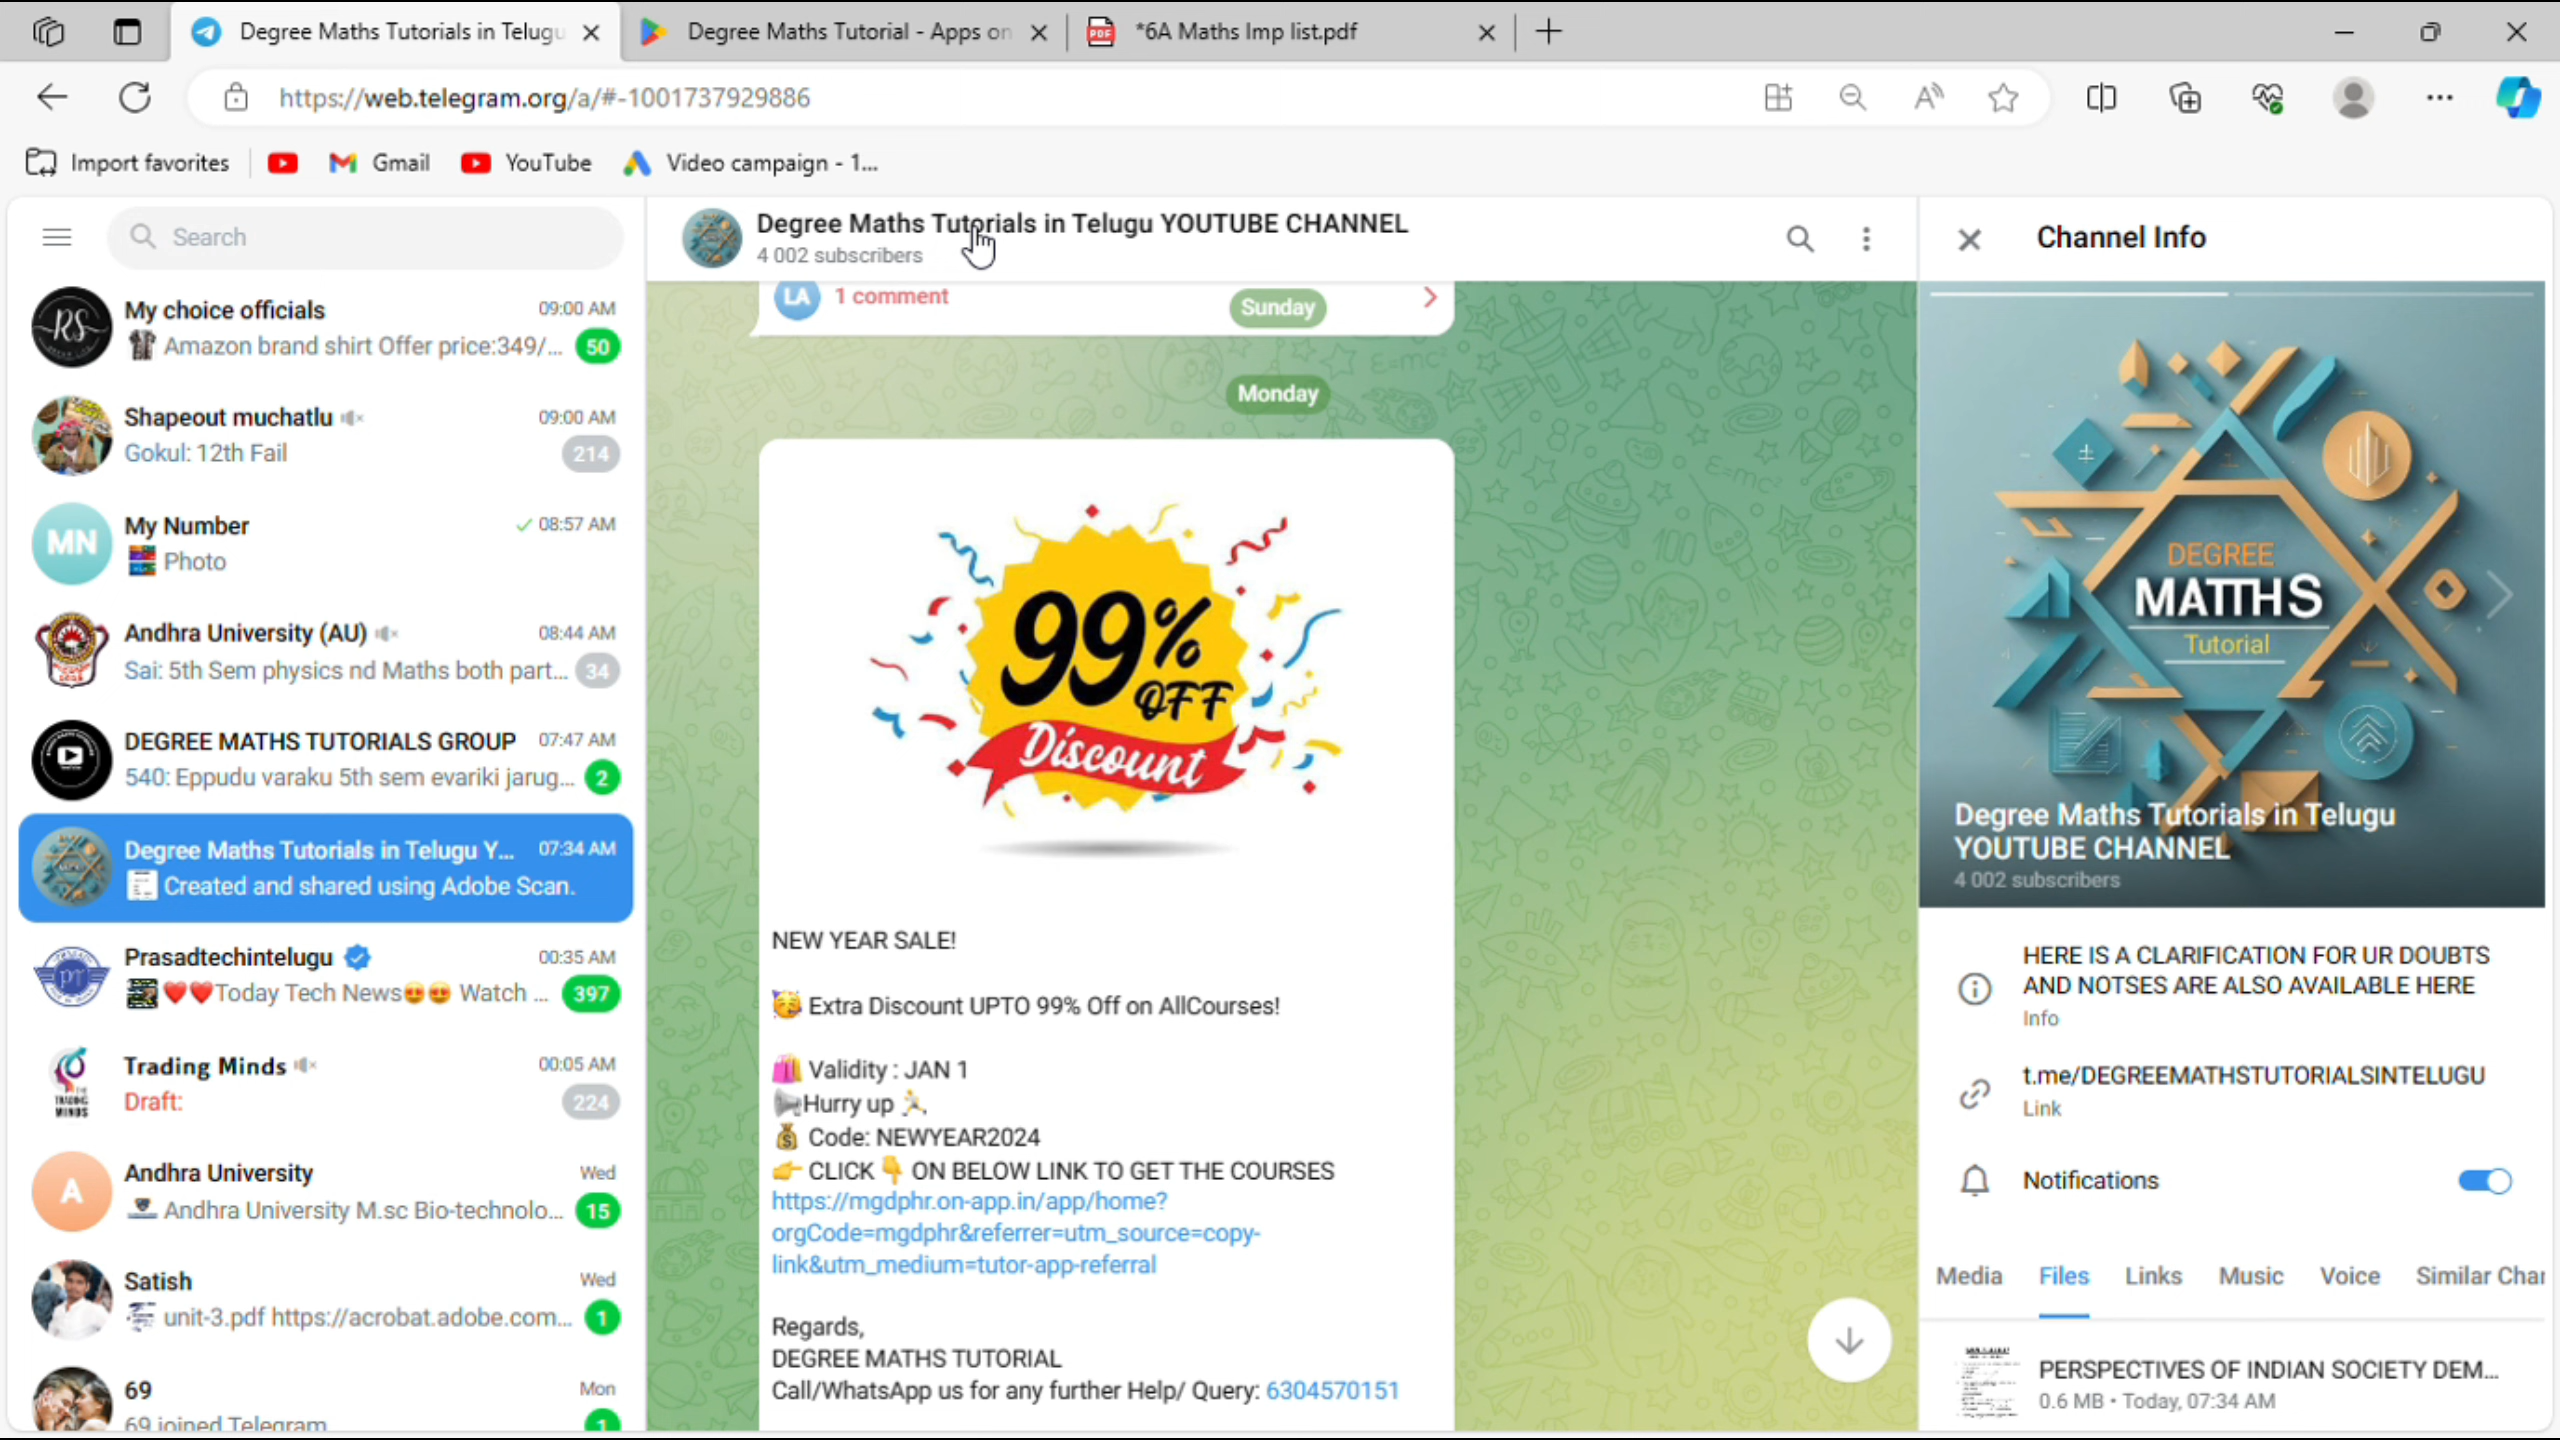 Degree Maths Tutorials in Telugu
Degree Maths Tutorial - Apps on
*6A Maths Imp list.pdf
https://web.telegram.org/a/#-1001737929886
Import favorites
Gmail
YouTube
Video campaign - 1...
Search
My choice officials 09:00 AM
Amazon brand shirt Offer price:349/... 50
Shapeout muchatlu 09:00 AM
Gokul: 12th Fail 214
MN
My Number 08:57 AM
Photo
Andhra University (AU) 08:44 AM
Sai: 5th Sem physics nd Maths both part... 34
DEGREE MATHS TUTORIALS GROUP 07:47 AM
540: Eppudu varaku 5th sem evariki jarug... 2
Degree Maths Tutorials in Telugu Y... 07:34 AM
Created and shared using Adobe Scan.
Prasadtechintelugu 00:35 AM
❤️❤️Today Tech News😍😍 Watch ... 397
Trading Minds 00:05 AM
Draft: 224
A
Andhra University Wed
Andhra University M.sc Bio-technolo... 15
Satish Wed
unit-3.pdf https://acrobat.adobe.com... 1
69 Mon
69 joined Telegram 1
Degree Maths Tutorials in Telugu YOUTUBE CHANNEL
4 002 subscribers
LA 1 comment
Sunday
Monday
99%
OFF
Discount
NEW YEAR SALE!
🥳 Extra Discount UPTO 99% Off on AllCourses!
🛍 Validity : JAN 1
📢Hurry up 🏃
💰 Code: NEWYEAR2024
👉 CLICK👇 ON BELOW LINK TO GET THE COURSES
https://mgdphr.on-app.in/app/home?
orgCode=mgdphr&referrer=utm_source=copy-
link&utm_medium=tutor-app-referral
Regards,
DEGREE MATHS TUTORIAL
Call/WhatsApp us for any further Help/ Query: 6304570151
Channel Info
DEGREE
MATTHS
Tutorial
Degree Maths Tutorials in Telugu
YOUTUBE CHANNEL
4 002 subscribers
HERE IS A CLARIFICATION FOR UR DOUBTS
AND NOTSES ARE ALSO AVAILABLE HERE
Info
t.me/DEGREEMATHSTUTORIALSINTELUGU
Link
Notifications
Media Files Links Music Voice Similar Char
PERSPECTIVES OF INDIAN SOCIETY DEM...
0.6 MB • Today, 07:34 AM